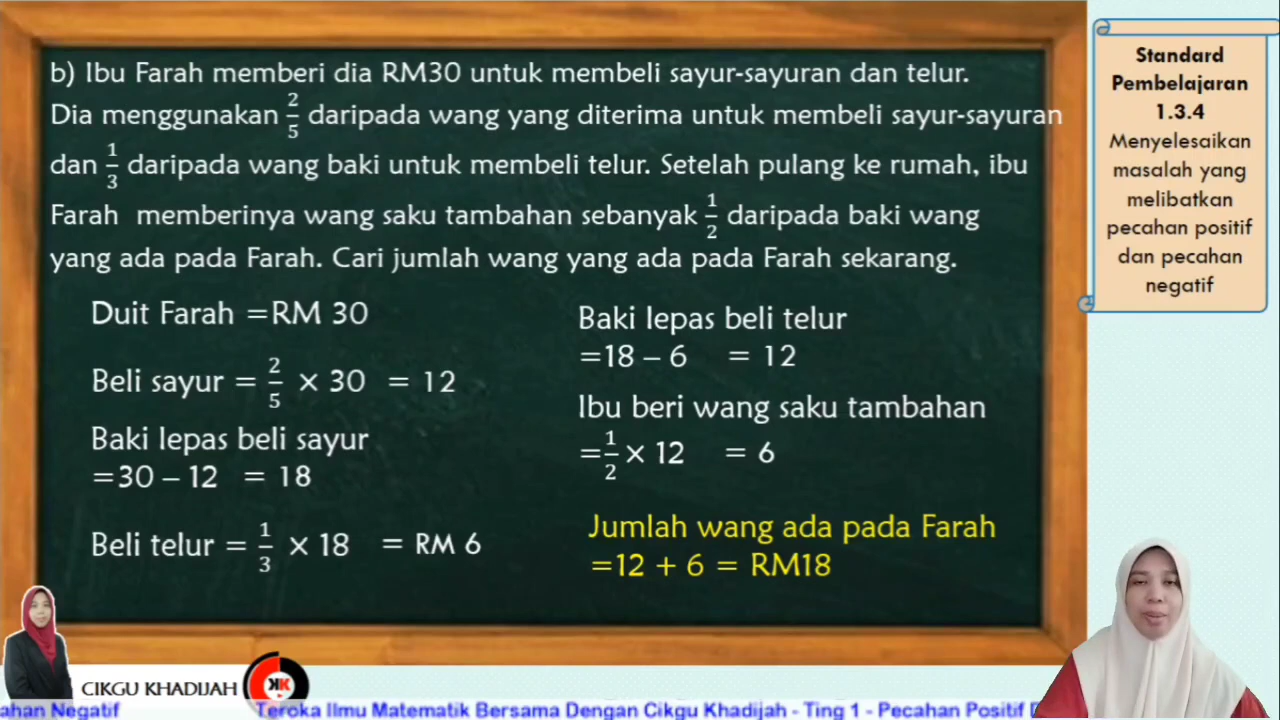 b) Ibu Farah memberi dia RM30 untuk membeli sayur-sayuran dan telur.
Dia menggunakan 2/5 daripada wang yang diterima untuk membeli sayur-sayuran
dan 1/3 daripada wang baki untuk membeli telur. Setelah pulang ke rumah, ibu
Farah memberinya wang saku tambahan sebanyak 1/2 daripada baki wang
yang ada pada Farah. Cari jumlah wang yang ada pada Farah sekarang.
Duit Farah =RM 30
Beli sayur = 2/5 × 30 = 12
Baki lepas beli sayur
=30 – 12 = 18
Beli telur = 1/3 × 18 = RM 6
Baki lepas beli telur
=18 – 6 = 12
Ibu beri wang saku tambahan
=1/2 × 12 = 6
Jumlah wang ada pada Farah
=12 + 6 = RM18
Standard
Pembelajaran
1.3.4
Menyelesaikan
masalah yang
melibatkan
pecahan positif
dan pecahan
negatif
CIKGU KHADIJAH
KK
ahan Negatif
Teroka Ilmu Matematik Bersama Dengan Cikgu Khadijah - Ting 1 - Pecahan Positif D